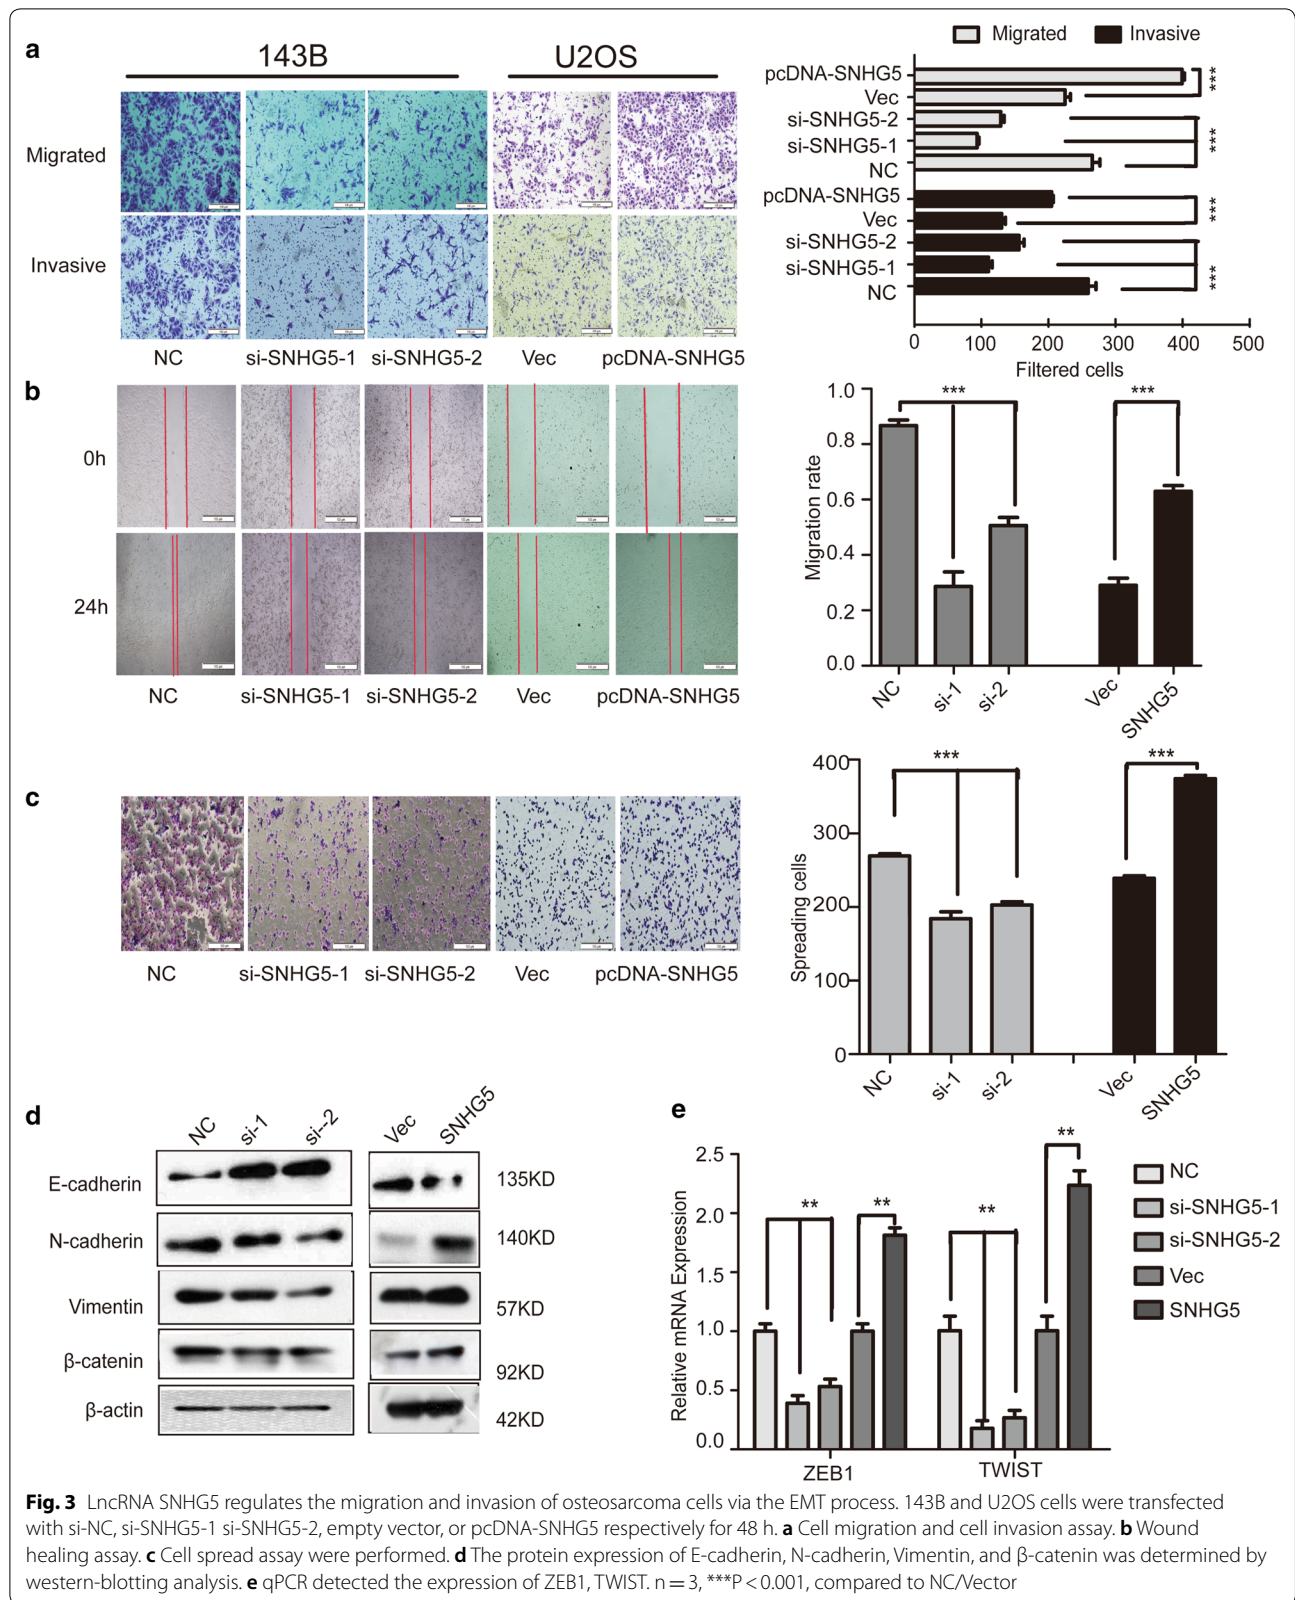 a
143B
U2OS
Migrated
Invasive
NC
si-SNHG5-1
si-SNHG5-2
Vec
pcDNA-SNHG5
Migrated
Invasive
pcDNA-SNHG5
Vec
si-SNHG5-2
si-SNHG5-1
NC
pcDNA-SNHG5
Vec
si-SNHG5-2
si-SNHG5-1
NC
***
***
***
***
0
100
200
300
400
500
Filtered cells
b
0h
24h
NC
si-SNHG5-1
si-SNHG5-2
Vec
pcDNA-SNHG5
Migration rate
1.0
0.8
0.6
0.4
0.2
0.0
***
***
NC
si-1
si-2
Vec
SNHG5
c
NC
si-SNHG5-1
si-SNHG5-2
Vec
pcDNA-SNHG5
Spreading cells
400
300
200
100
0
***
***
NC
si-1
si-2
Vec
SNHG5
d
NC
si-1
si--2
Vec
SNHG5
E-cadherin
135KD
N-cadherin
140KD
Vimentin
57KD
β-catenin
92KD
β-actin
42KD
e
Relative mRNA Expression
2.5
2.0
1.5
1.0
0.5
0.0
**
**
**
**
ZEB1
TWIST
NC
si-SNHG5-1
si-SNHG5-2
Vec
SNHG5
Fig. 3 LncRNA SNHG5 regulates the migration and invasion of osteosarcoma cells via the EMT process. 143B and U2OS cells were transfected
with si-NC, si-SNHG5-1 si-SNHG5-2, empty vector, or pcDNA-SNHG5 respectively for 48 h. a Cell migration and cell invasion assay. b Wound
healing assay. c Cell spread assay were performed. d The protein expression of E-cadherin, N-cadherin, Vimentin, and β-catenin was determined by
western-blotting analysis. e qPCR detected the expression of ZEB1, TWIST. n = 3, ***P < 0.001, compared to NC/Vector